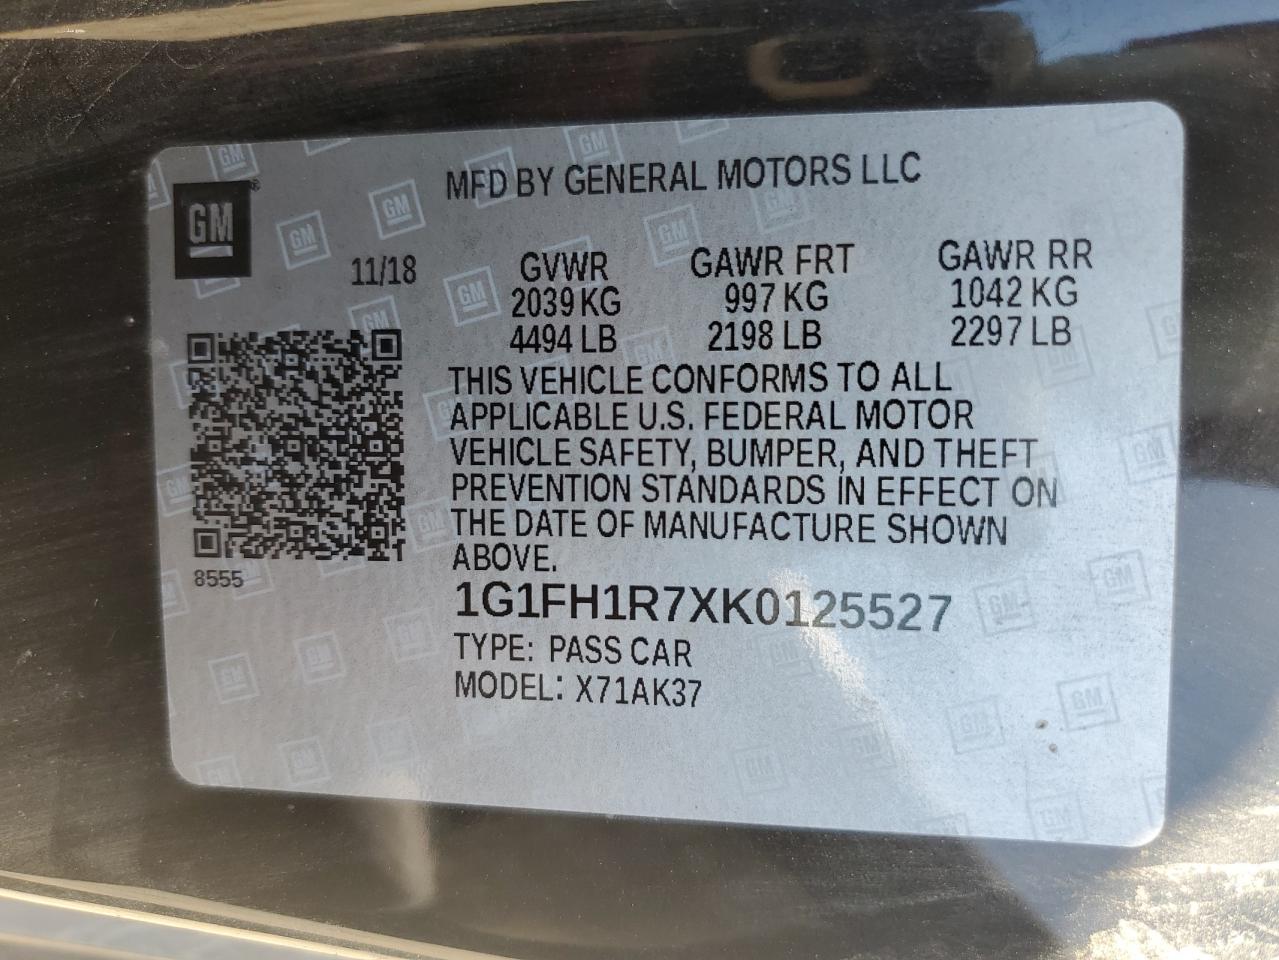 GM
MFD BY GENERAL MOTORS LLC
11/18
GVWR GAWR FRT GAWR RR
2039 KG 997 KG 1042 KG
4494 LB 2198 LB 2297 LB
THIS VEHICLE CONFORMS TO ALL
APPLICABLE U.S. FEDERAL MOTOR
VEHICLE SAFETY, BUMPER, AND THEFT
PREVENTION STANDARDS IN EFFECT ON
THE DATE OF MANUFACTURE SHOWN
ABOVE.
8555
1G1FH1R7XK0125527
TYPE: PASS CAR
MODEL: X71AK37